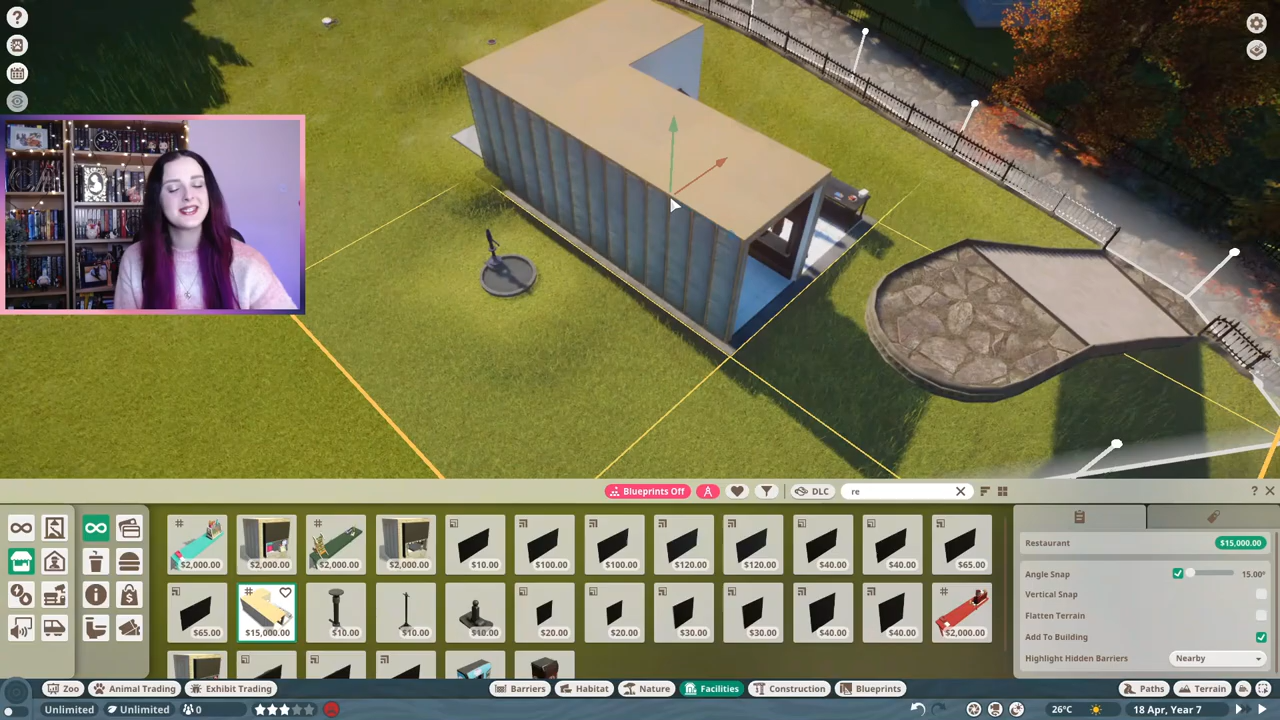 Blueprints Off
DLC
re
$2,000.00 $2,000.00 $2,000.00 $2,000.00 $10.00 $100.00 $100.00 $120.00 $120.00 $40.00 $40.00 $65.00
$65.00 $15,000.00 $10.00 $10.00 $10.00 $20.00 $20.00 $30.00 $30.00 $40.00 $40.00 $2,000.00
Restaurant $15,000.00
Angle Snap 15.00°
Vertical Snap
Flatten Terrain
Add To Building
Highlight Hidden Barriers Nearby
Zoo Animal Trading Exhibit Trading Barriers Habitat Nature Facilities Construction Blueprints Paths Terrain
Unlimited Unlimited 0 26°C 18 Apr, Year 7